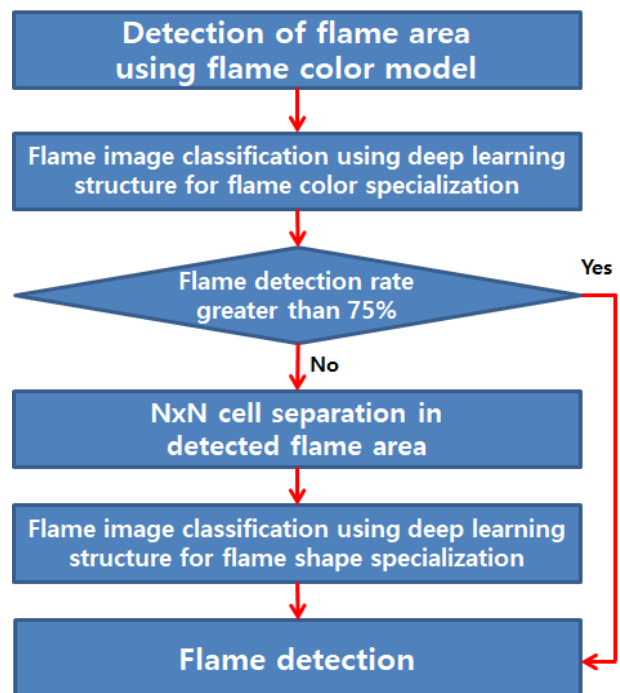 Detection of flame area
using flame color model
Flame image classification using deep learning
structure for flame color specialization
Flame detection rate
greater than 75%
Yes
No
NxN cell separation in
detected flame area
Flame image classification using deep learning
structure for flame shape specialization
Flame detection